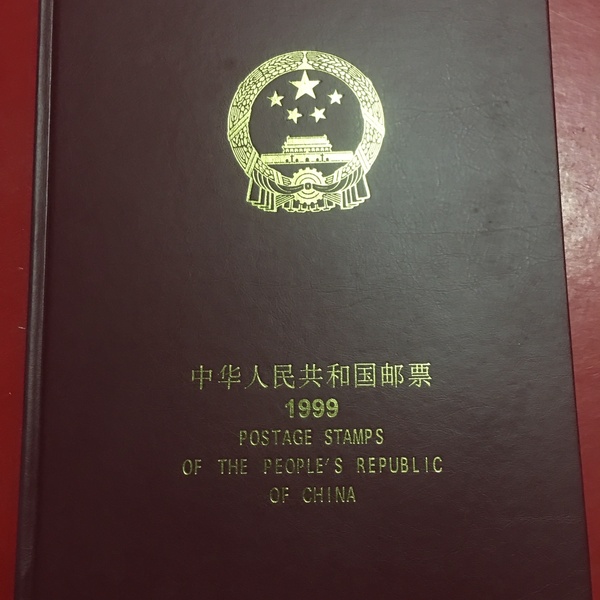 中华人民共和国邮票
1999
POSTAGE STAMPS
OF THE PEOPLE'S REPUBLIC
OF CHINA